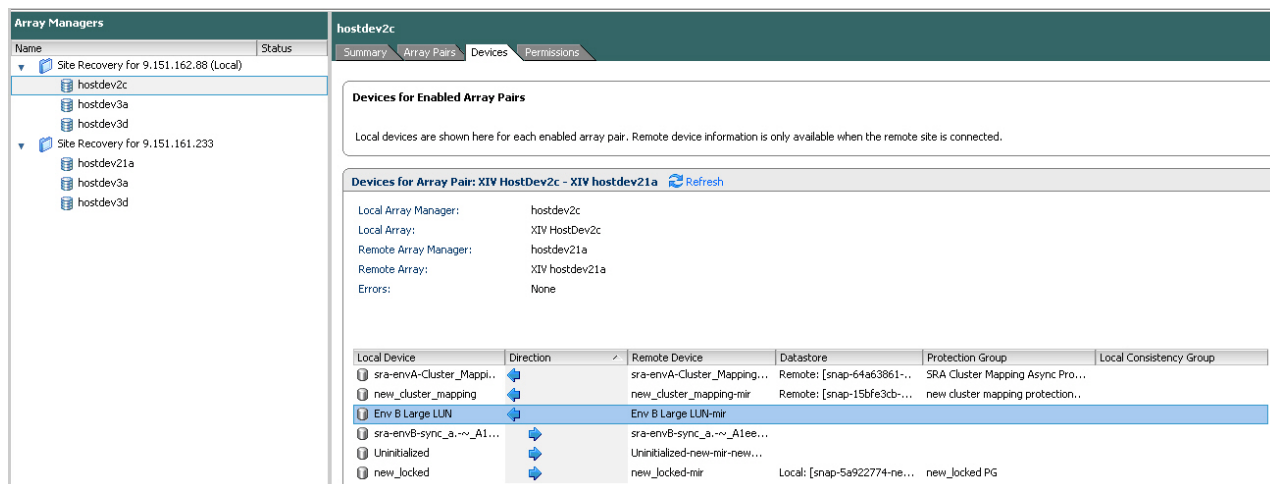 Array Managers
Name Status
Site Recovery for 9.151.162.88 (Local)
hostdev2c
hostdev3a
hostdev3d
Site Recovery for 9.151.161.233
hostdev21a
hostdev3a
hostdev3d
hostdev2c
Summary Array Pairs Devices Permissions
Devices for Enabled Array Pairs
Local devices are shown here for each enabled array pair. Remote device information is only available when the remote site is connected.
Devices for Array Pair: XIV HostDev2c - XIV hostdev21a Refresh
Local Array Manager: hostdev2c
Local Array: XIV HostDev2c
Remote Array Manager: hostdev21a
Remote Array: XIV hostdev21a
Errors: None
Local Device Direction Remote Device Datastore Protection Group Local Consistency Group
sra-envA-Cluster_Mappi... sra-envA-Cluster_Mapping... Remote: [snap-64a63861-... SRA Cluster Mapping Async Pro...
new_cluster_mapping new_cluster_mapping-mir Remote: [snap-15bfe3cb-... new cluster mapping protection...
Env B Large LUN Env B Large LUN-mir
sra-envB-sync_a.-~_A1... sra-envB-sync_a.-~_A1ee...
Uninitialized Uninitialized-new-mir-new...
new_locked new_locked-mir Local: [snap-5a922774-ne... new_locked PG